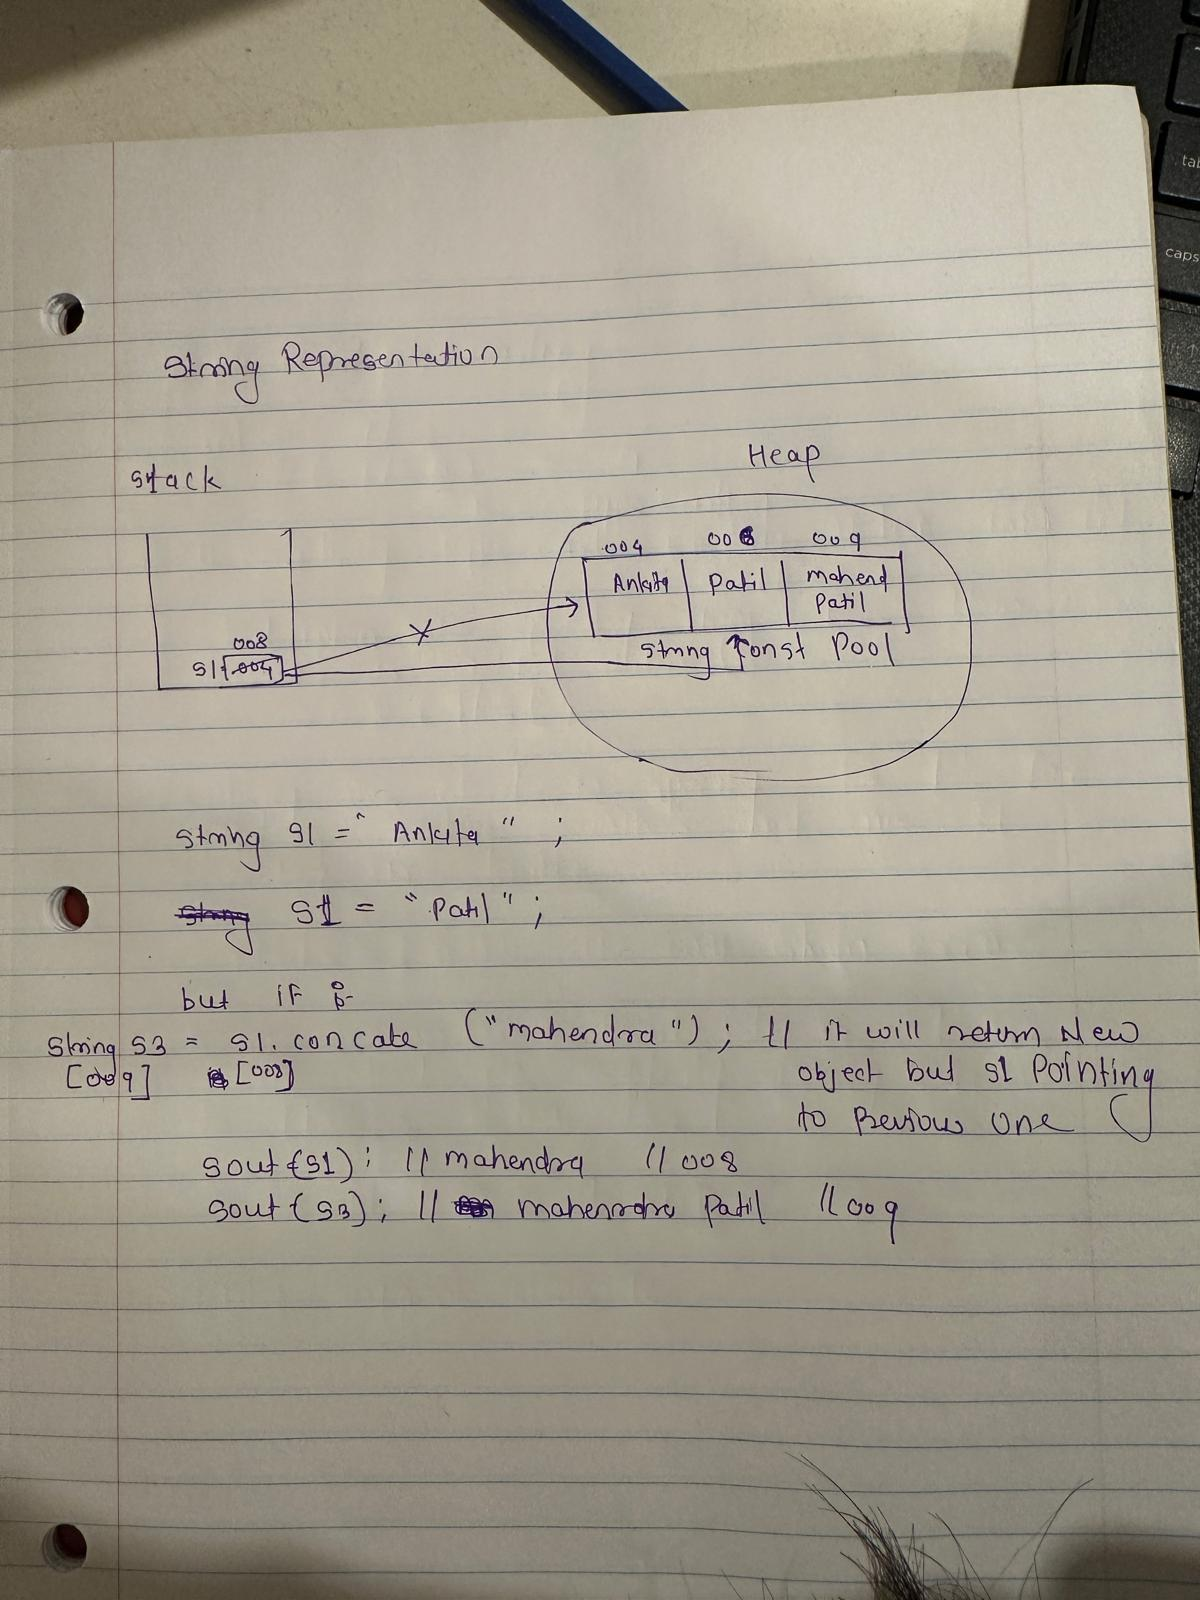 String Representation
Stack
Heap
004 008 009
Ankita Patil mahend
Patil
String Const Pool
008
S1 004
String S1 = "Ankita" ;
String S1 = "Patil" ;
but if
String S3 = S1.concate ("mahendra") ; // it will return New
[009] [008] object but s1 Pointing
to Previous one
sout(S1); // mahendra // 008
sout(S3); // mahenrdra Patil // 009
tab
caps